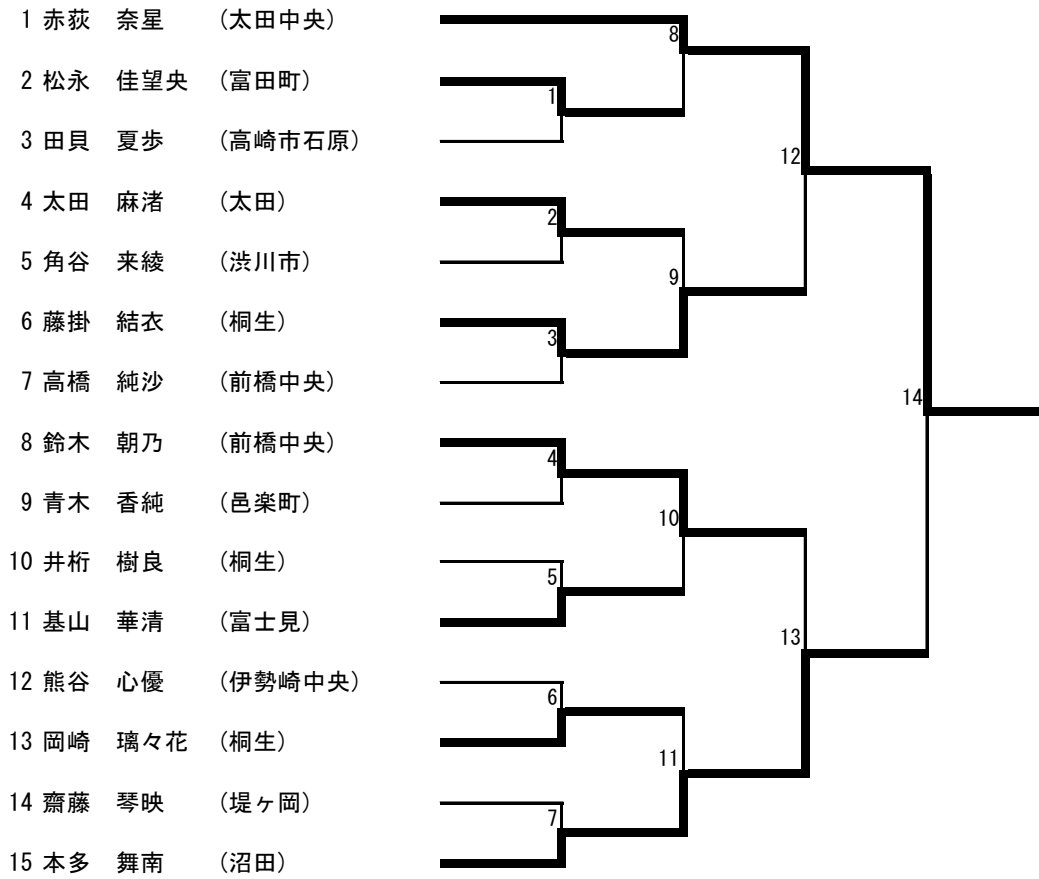 1 赤荻 奈星 (太田中央)
8
2 松永 佳望央 (富田町)
1
3 田貝 夏歩 (高崎市石原)
12
4 太田 麻渚 (太田)
2
5 角谷 来綾 (渋川市)
9
6 藤掛 結衣 (桐生)
3
7 高橋 純沙 (前橋中央)
14
8 鈴木 朝乃 (前橋中央)
4
9 青木 香純 (邑楽町)
10
10 井桁 樹良 (桐生)
5
11 基山 華清 (富士見)
13
12 熊谷 心優 (伊勢崎中央)
6
13 岡崎 璃々花 (桐生)
11
14 齋藤 琴映 (堤ヶ岡)
7
15 本多 舞南 (沼田)